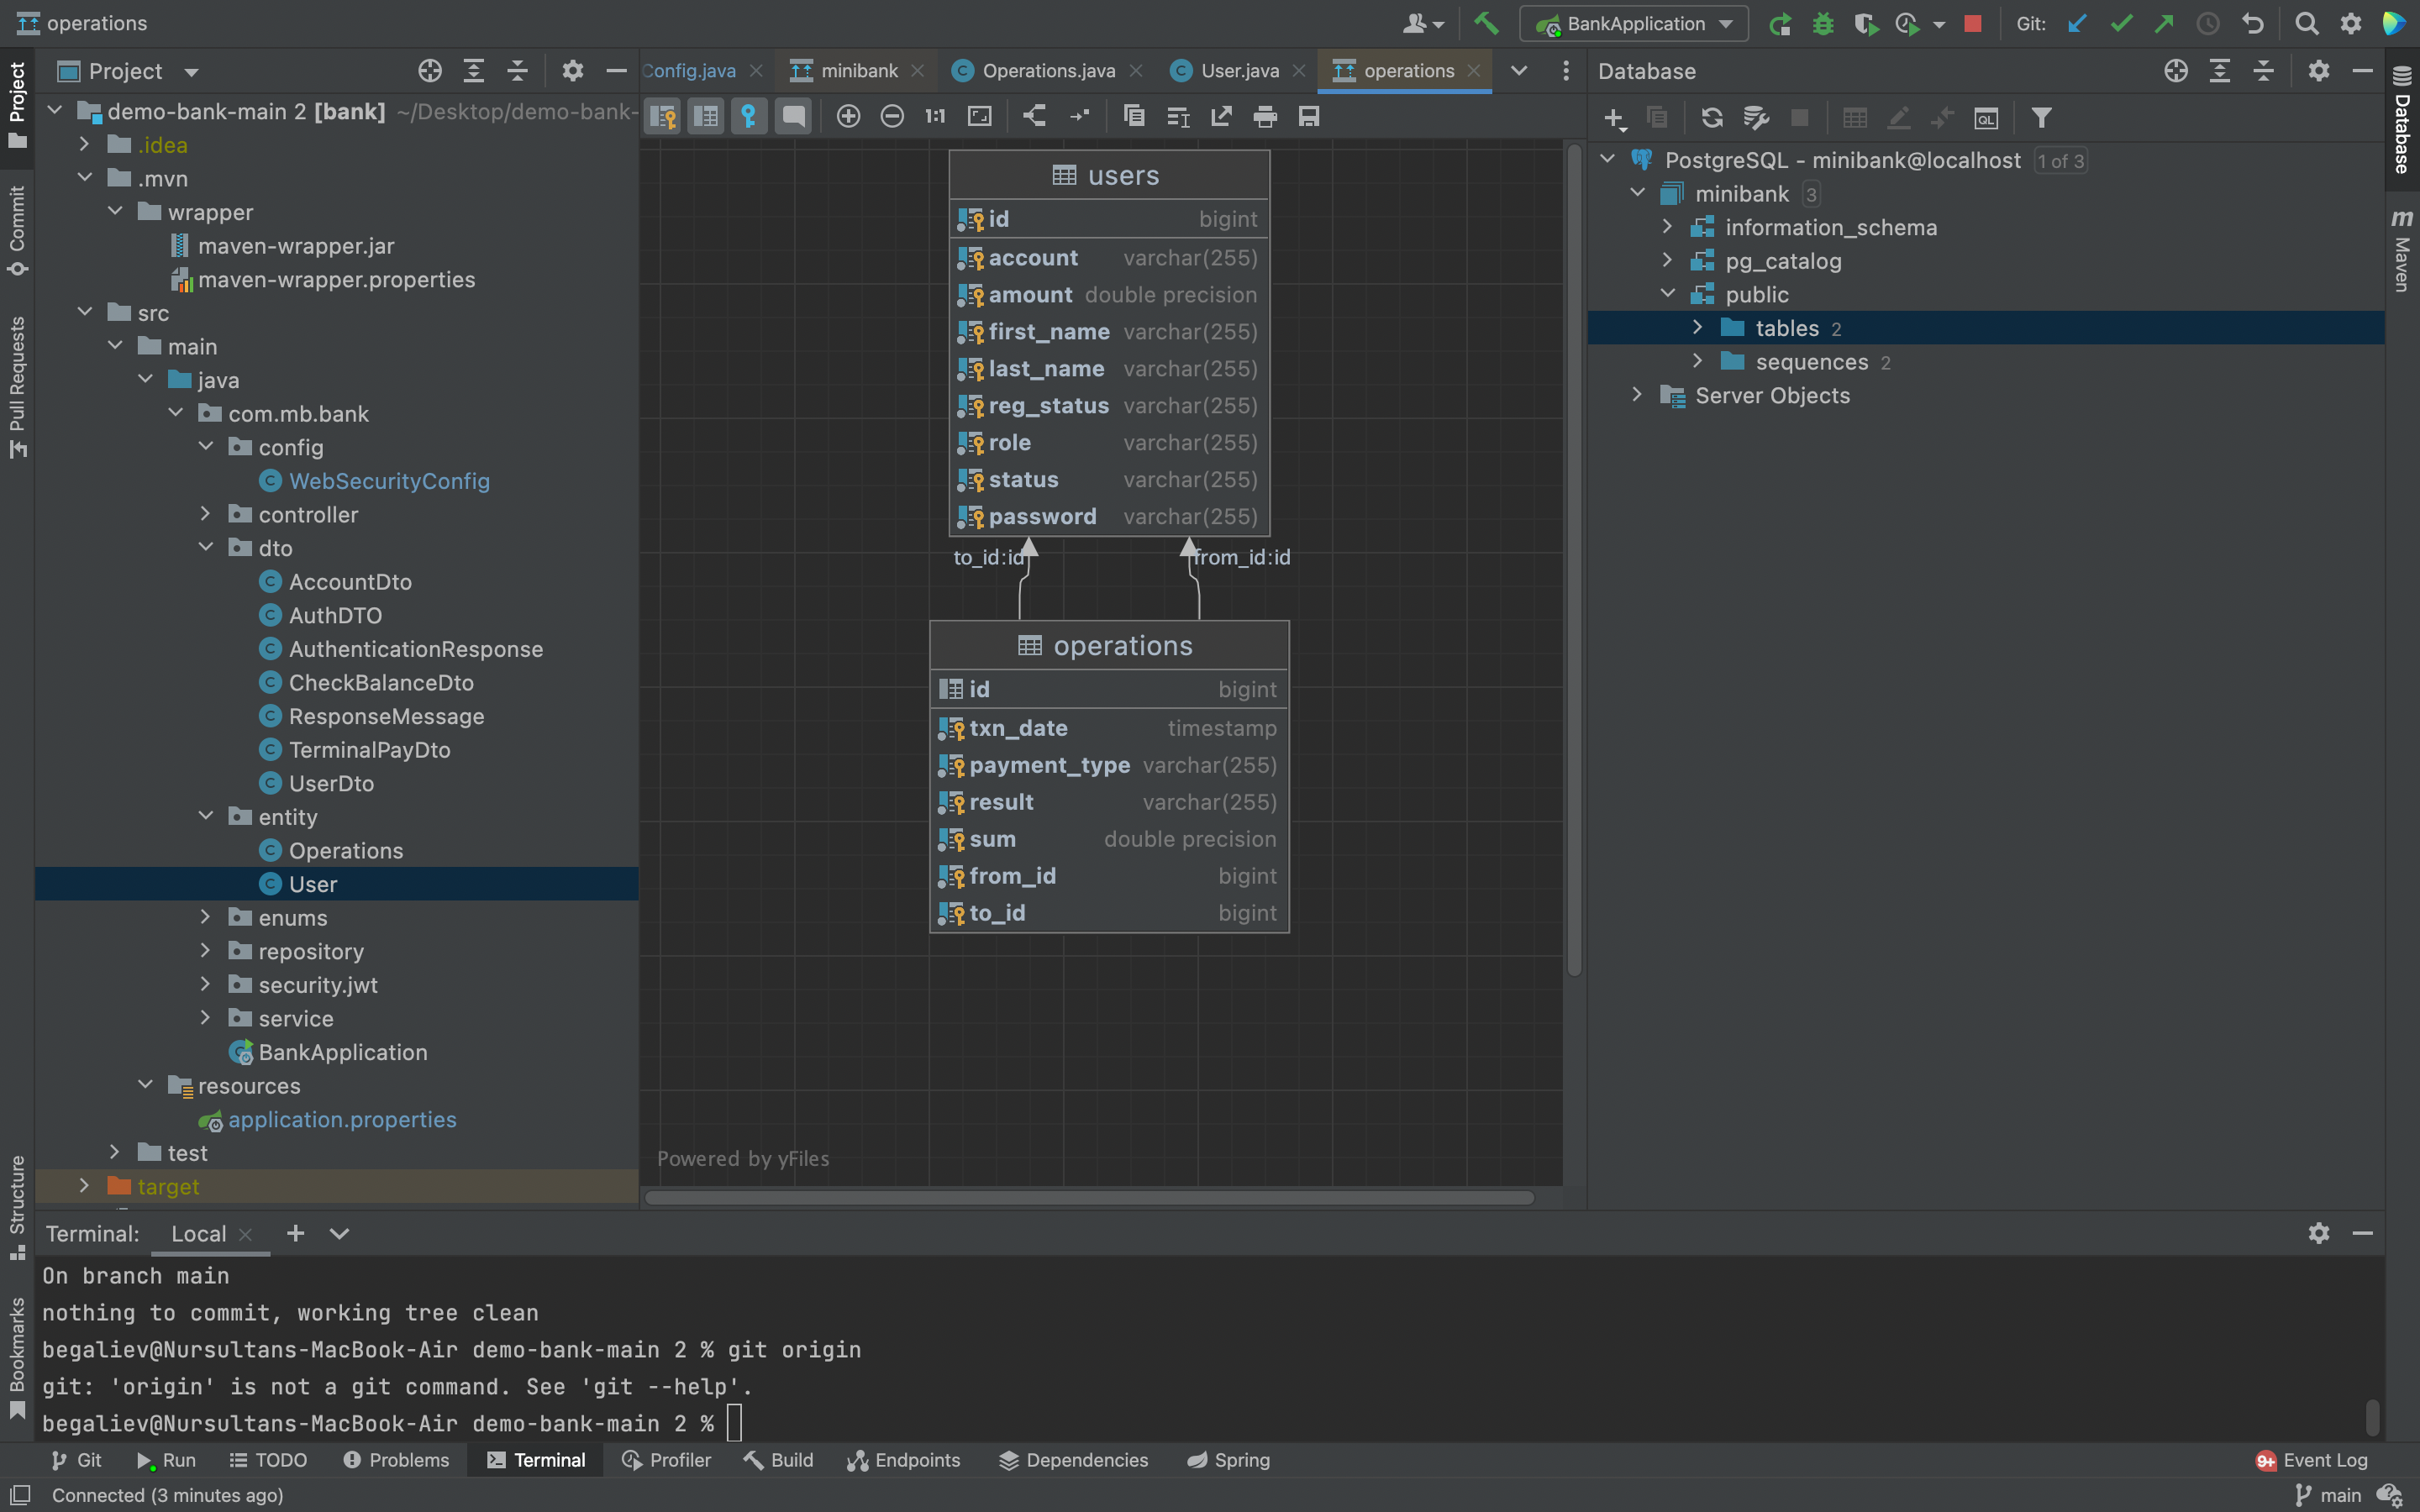 operations
BankApplication
Git:
Project
Config.java
minibank
Operations.java
User.java
operations
Database
Project
Commit
Pull Requests
Structure
Bookmarks
demo-bank-main 2 [bank] ~/Desktop/demo-bank-
.idea
.mvn
wrapper
maven-wrapper.jar
maven-wrapper.properties
src
main
java
com.mb.bank
config
WebSecurityConfig
controller
dto
AccountDto
AuthDTO
AuthenticationResponse
CheckBalanceDto
ResponseMessage
TerminalPayDto
UserDto
entity
Operations
User
enums
repository
security.jwt
service
BankApplication
resources
application.properties
test
target
1:1
users
id bigint
account varchar(255)
amount double precision
first_name varchar(255)
last_name varchar(255)
reg_status varchar(255)
role varchar(255)
status varchar(255)
password varchar(255)
to_id:id
from_id:id
operations
id bigint
txn_date timestamp
payment_type varchar(255)
result varchar(255)
sum double precision
from_id bigint
to_id bigint
Powered by yFiles
QL
PostgreSQL - minibank@localhost 1 of 3
minibank 3
information_schema
pg_catalog
public
tables 2
sequences 2
Server Objects
Database
m
Maven
Terminal: Local
On branch main
nothing to commit, working tree clean
begaliev@Nursultans-MacBook-Air demo-bank-main 2 % git origin
git: 'origin' is not a git command. See 'git --help'.
begaliev@Nursultans-MacBook-Air demo-bank-main 2 %
Git
Run
TODO
Problems
Terminal
Profiler
Build
Endpoints
Dependencies
Spring
9+ Event Log
Connected (3 minutes ago)
main